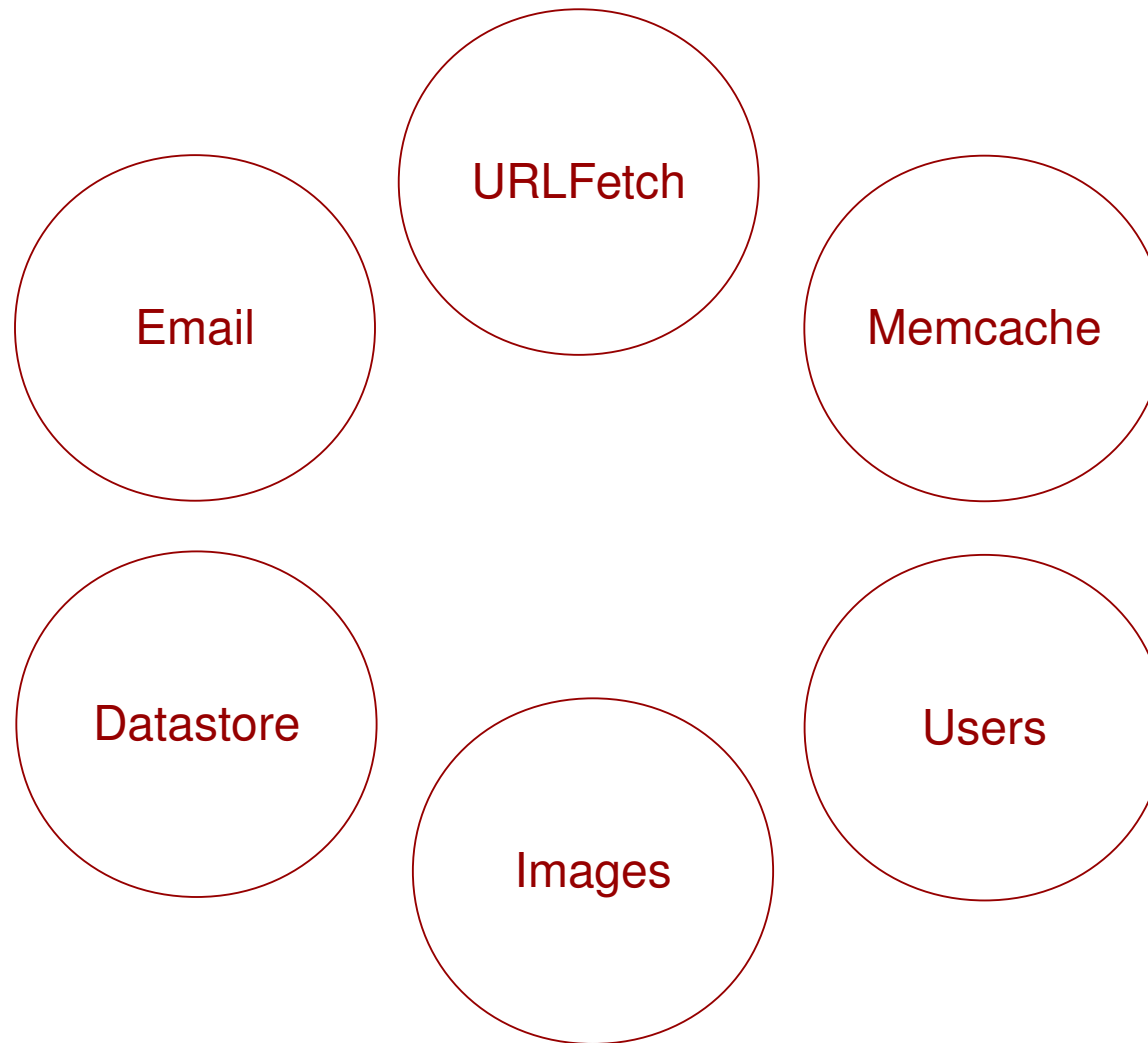 URLFetch
Email
Memcache
Datastore
Users
Images